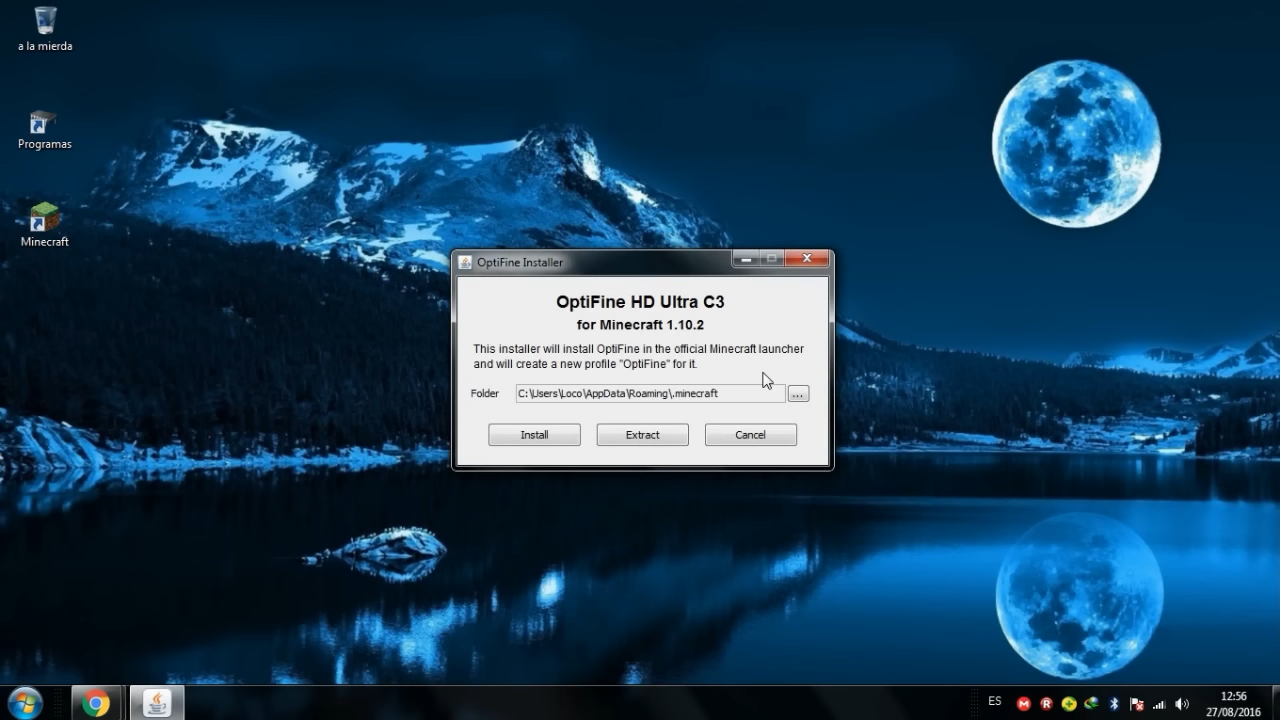 a la mierda
Programas
Minecraft
OptiFine Installer
OptiFine HD Ultra C3
for Minecraft 1.10.2
This installer will install OptiFine in the official Minecraft launcher
and will create a new profile "OptiFine" for it.
Folder C:\Users\Loco\AppData\Roaming\.minecraft ...
Install Extract Cancel
ES
12:56
27/08/2016